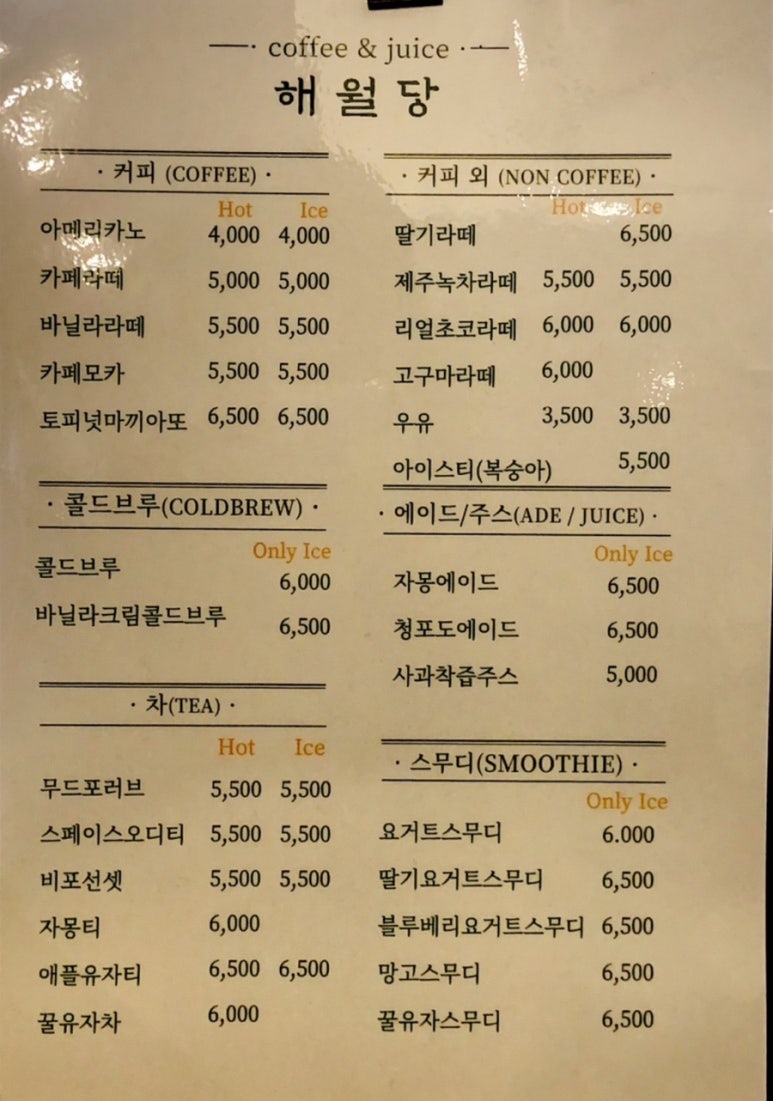 coffee & juice
해월당
· 커피 (COFFEE) ·
Hot Ice
아메리카노 4,000 4,000
카페라떼 5,000 5,000
바닐라라떼 5,500 5,500
카페모카 5,500 5,500
토피넛마끼아또 6,500 6,500
· 콜드브루(COLDBREW) ·
Only Ice
콜드브루 6,000
바닐라크림콜드브루 6,500
· 차(TEA) ·
Hot Ice
무드포러브 5,500 5,500
스페이스오디티 5,500 5,500
비포선셋 5,500 5,500
자몽티 6,000
애플유자티 6,500 6,500
꿀유자차 6,000
· 커피 외 (NON COFFEE) ·
Hot Ice
딸기라떼 6,500
제주녹차라떼 5,500 5,500
리얼초코라떼 6,000 6,000
고구마라떼 6,000
우유 3,500 3,500
아이스티(복숭아) 5,500
· 에이드/주스(ADE / JUICE) ·
Only Ice
자몽에이드 6,500
청포도에이드 6,500
사과착즙주스 5,000
· 스무디(SMOOTHIE) ·
Only Ice
요거트스무디 6.000
딸기요거트스무디 6,500
블루베리요거트스무디 6,500
망고스무디 6,500
꿀유자스무디 6,500